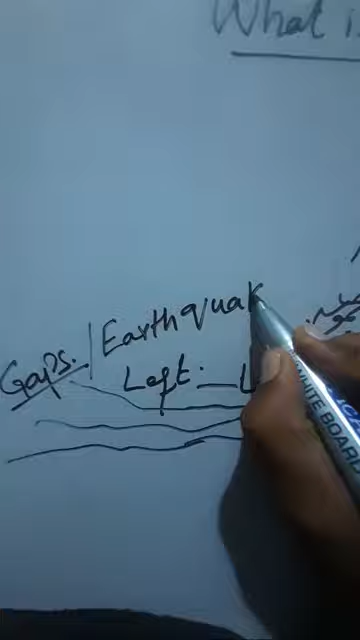 What i
Gaps. | Earthquak
Left. — L
WHITE BOARD